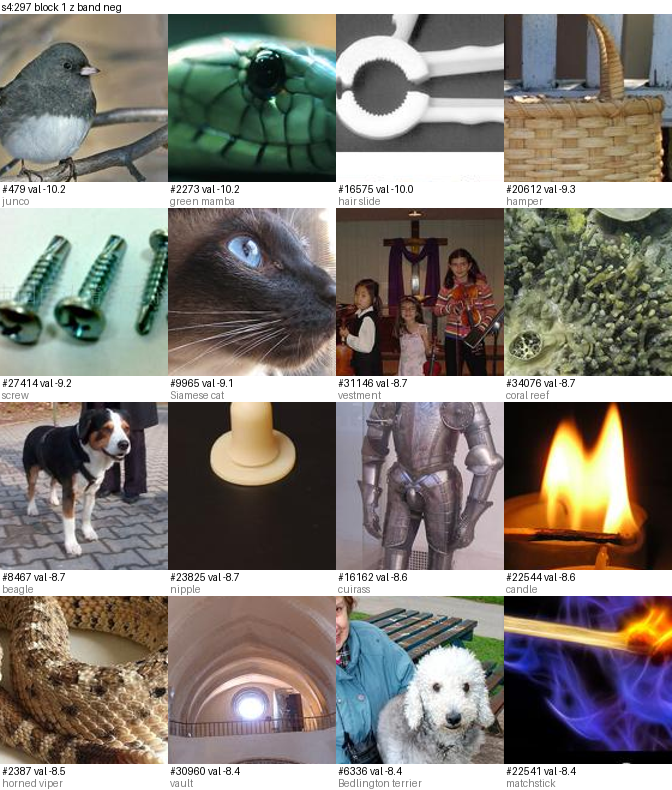 s4:297 block 1 z band neg
#479 val -10.2
junco
#2273 val -10.2
green mamba
#16575 val -10.0
hair slide
#20612 val -9.3
hamper
#27414 val -9.2
screw
#9965 val -9.1
Siamese cat
#31146 val -8.7
vestment
#34076 val -8.7
coral reef
#8467 val -8.7
beagle
#23825 val -8.7
nipple
#16162 val -8.6
cuirass
#22544 val -8.6
candle
#2387 val -8.5
horned viper
#30960 val -8.4
vault
#6336 val -8.4
Bedlington terrier
#22541 val -8.4
matchstick